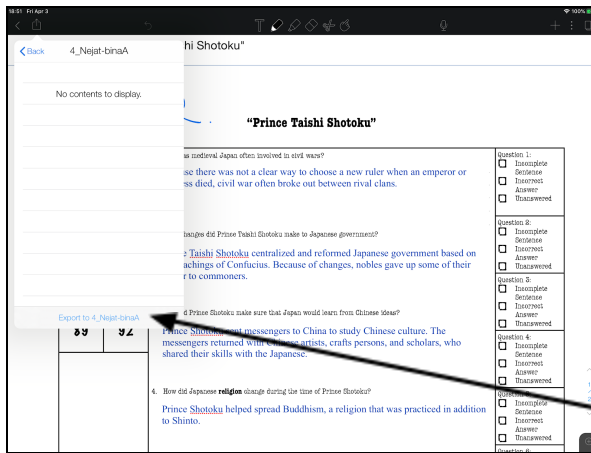 18:51 Fri Apr 3
100%
hi Shotoku"
Back
4_Nejat-binaA
No contents to display.
Export to 4_Nejat-binaA
"Prince Taishi Shotoku"
as medieval Japan often involved in civil wars?
se there was not a clear way to choose a new ruler when an emperor or
ss died, civil war often broke out between rival clans.
hanges did Prince Taishi Shotoku make to Japanese government?
e Taishi Shotoku centralized and reformed Japanese government based on
achings of Confucius. Because of changes, nobles gave up some of their
r to commoners.
d Prince Shotoku make sure that Japan would learn from Chinese ideas?
Prince Shotoku sent messengers to China to study Chinese culture. The
messengers returned with Chinese artists, crafts persons, and scholars, who
shared their skills with the Japanese.
4. How did Japanese religion change during the time of Prince Shotoku?
Prince Shotoku helped spread Buddhism, a religion that was practiced in addition
to Shinto.
89 92
Question 1:
Incomplete
Sentence
Incorrect
Answer
Unanswered
Question 2:
Incomplete
Sentence
Incorrect
Answer
Unanswered
Question 3:
Incomplete
Sentence
Incorrect
Answer
Unanswered
Question 4:
Incomplete
Sentence
Incorrect
Answer
Unanswered
Incomplete
Sentence
Incorrect
Answer
Unanswered
Question 6: